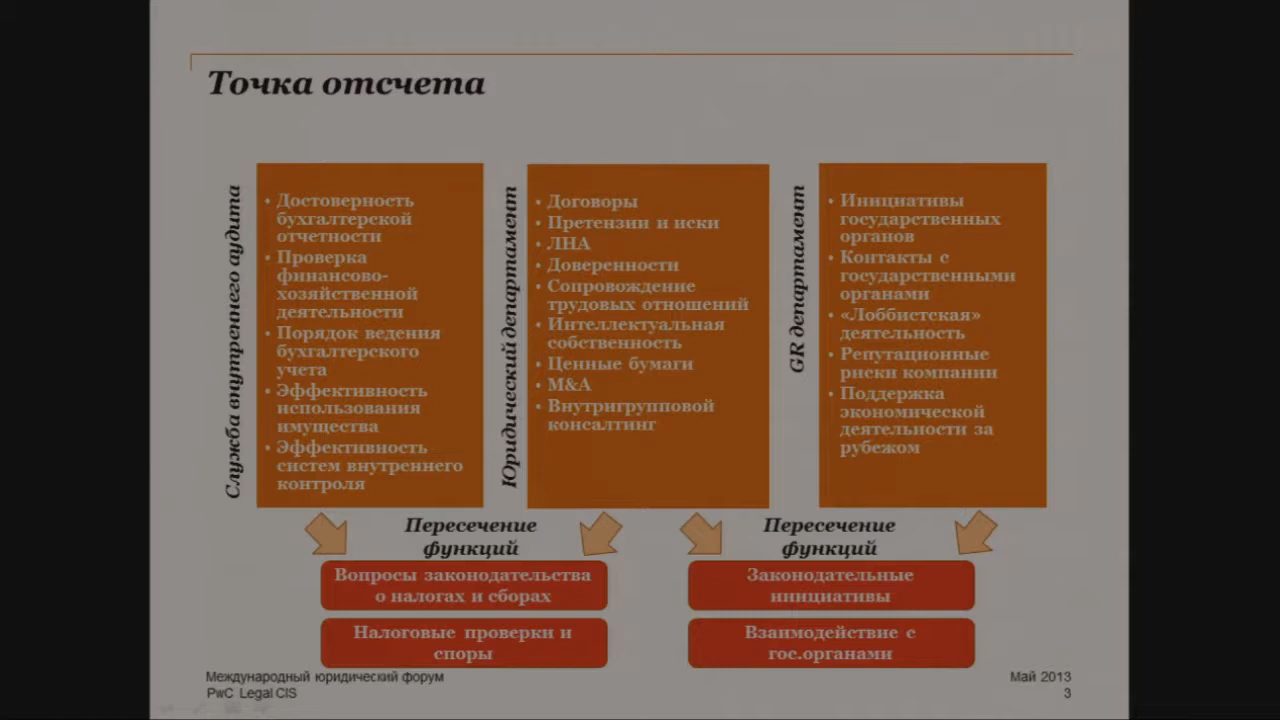 Точка отсчета
Служба внутреннего аудита
• Достоверность
бухгалтерской
отчетности
• Проверка
финансово-
хозяйственной
деятельности
• Порядок ведения
бухгалтерского
учета
• Эффективность
использования
имущества
• Эффективность
систем внутреннего
контроля
Юридический департамент
• Договоры
• Претензии и иски
• ЛНА
• Доверенности
• Сопровождение
трудовых отношений
• Интеллектуальная
собственность
• Ценные бумаги
• M&A
• Внутригрупповой
консалтинг
GR департамент
• Инициативы
государственных
органов
• Контакты с
государственными
органами
• «Лоббистская»
деятельность
• Репутационные
риски компании
• Поддержка
экономической
деятельности за
рубежом
Пересечение
функций
Вопросы законодательства
о налогах и сборах
Налоговые проверки и
споры
Пересечение
функций
Законодательные
инициативы
Взаимодействие с
гос.органами
Международный юридический форум
PwC Legal CIS
Май 2013
3